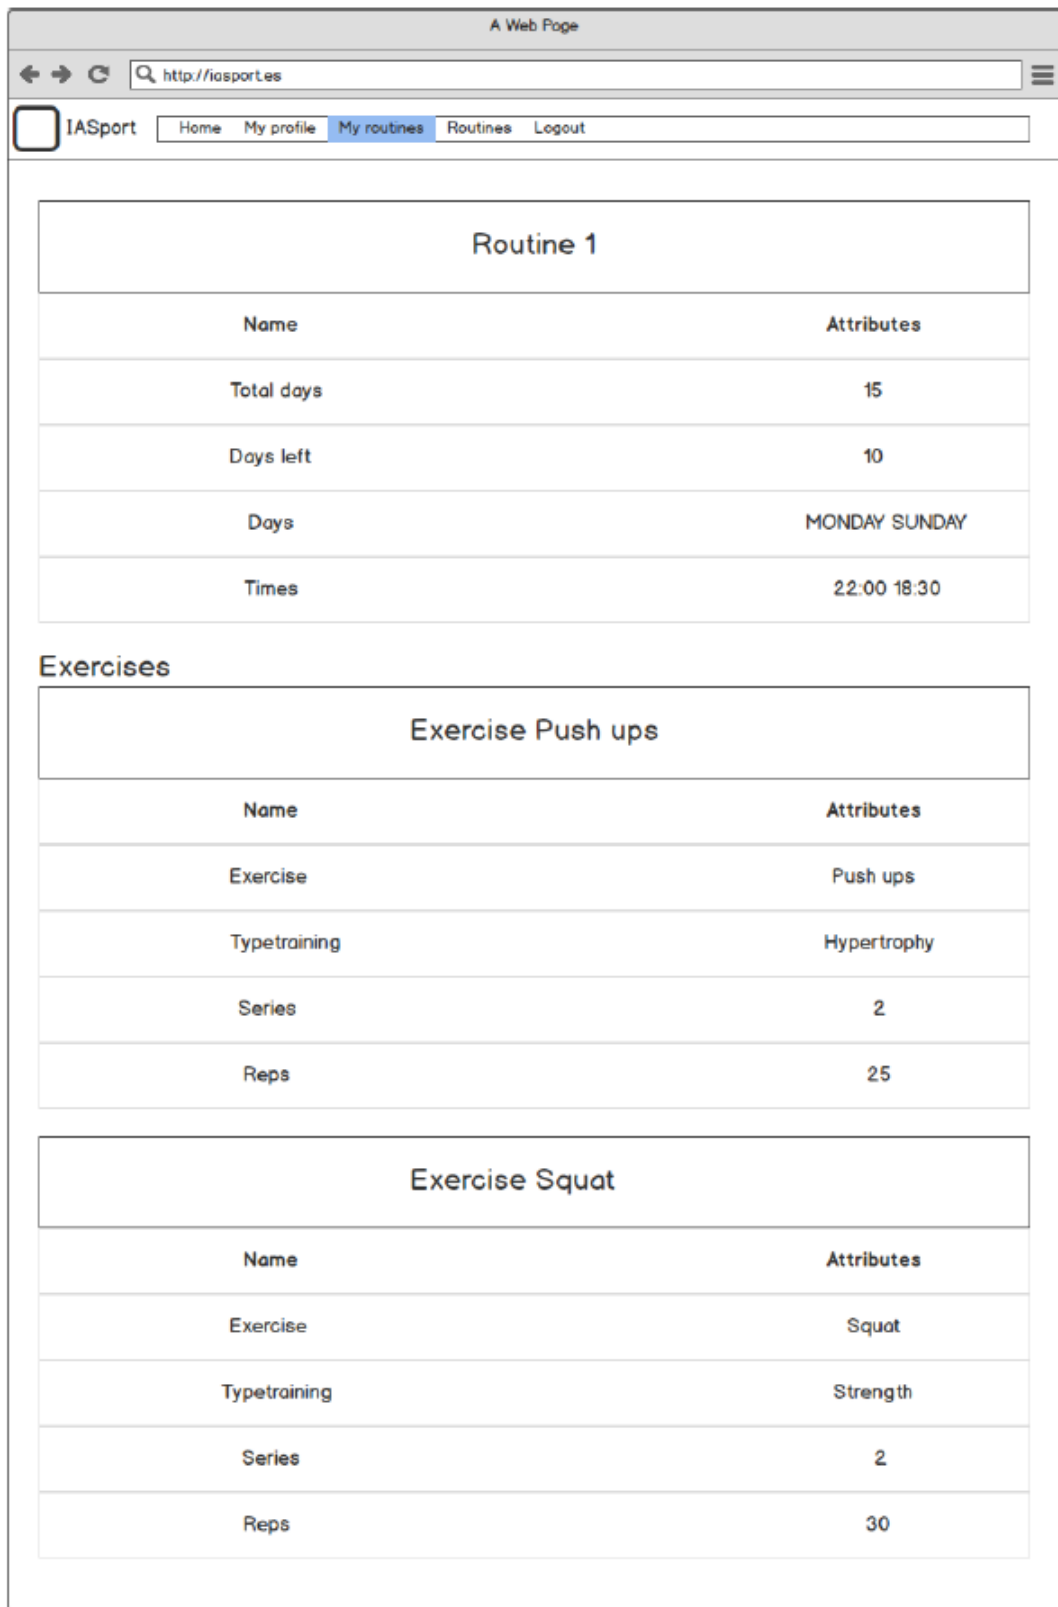 A Web Page
http://iasport.es
IASport Home My profile My routines Routines Logout
Routine 1
Name Attributes
Total days 15
Days left 10
Days MONDAY SUNDAY
Times 22:00 18:30
Exercises
Exercise Push ups
Name Attributes
Exercise Push ups
Typetraining Hypertrophy
Series 2
Reps 25
Exercise Squat
Name Attributes
Exercise Squat
Typetraining Strength
Series 2
Reps 30